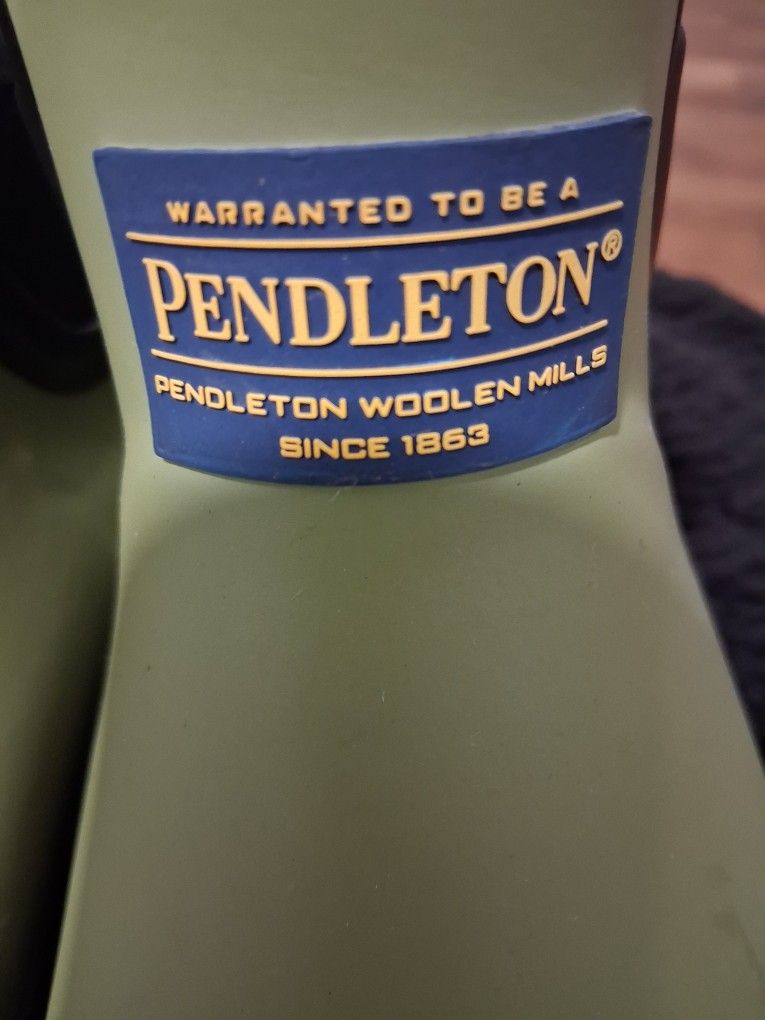 WARRANTED TO BE A
PENDLETON®
PENDLETON WOOLEN MILLS
SINCE 1863